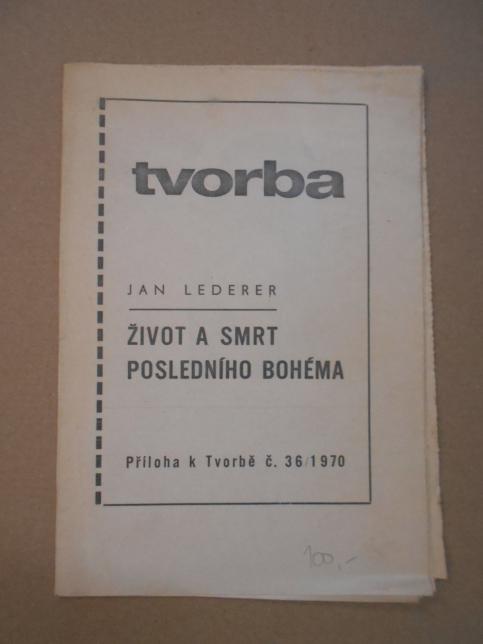 tvorba
JAN LEDERER
ŽIVOT A SMRT
POSLEDNÍHO BOHÉMA
Příloha k Tvorbě č. 36/1970
100,-